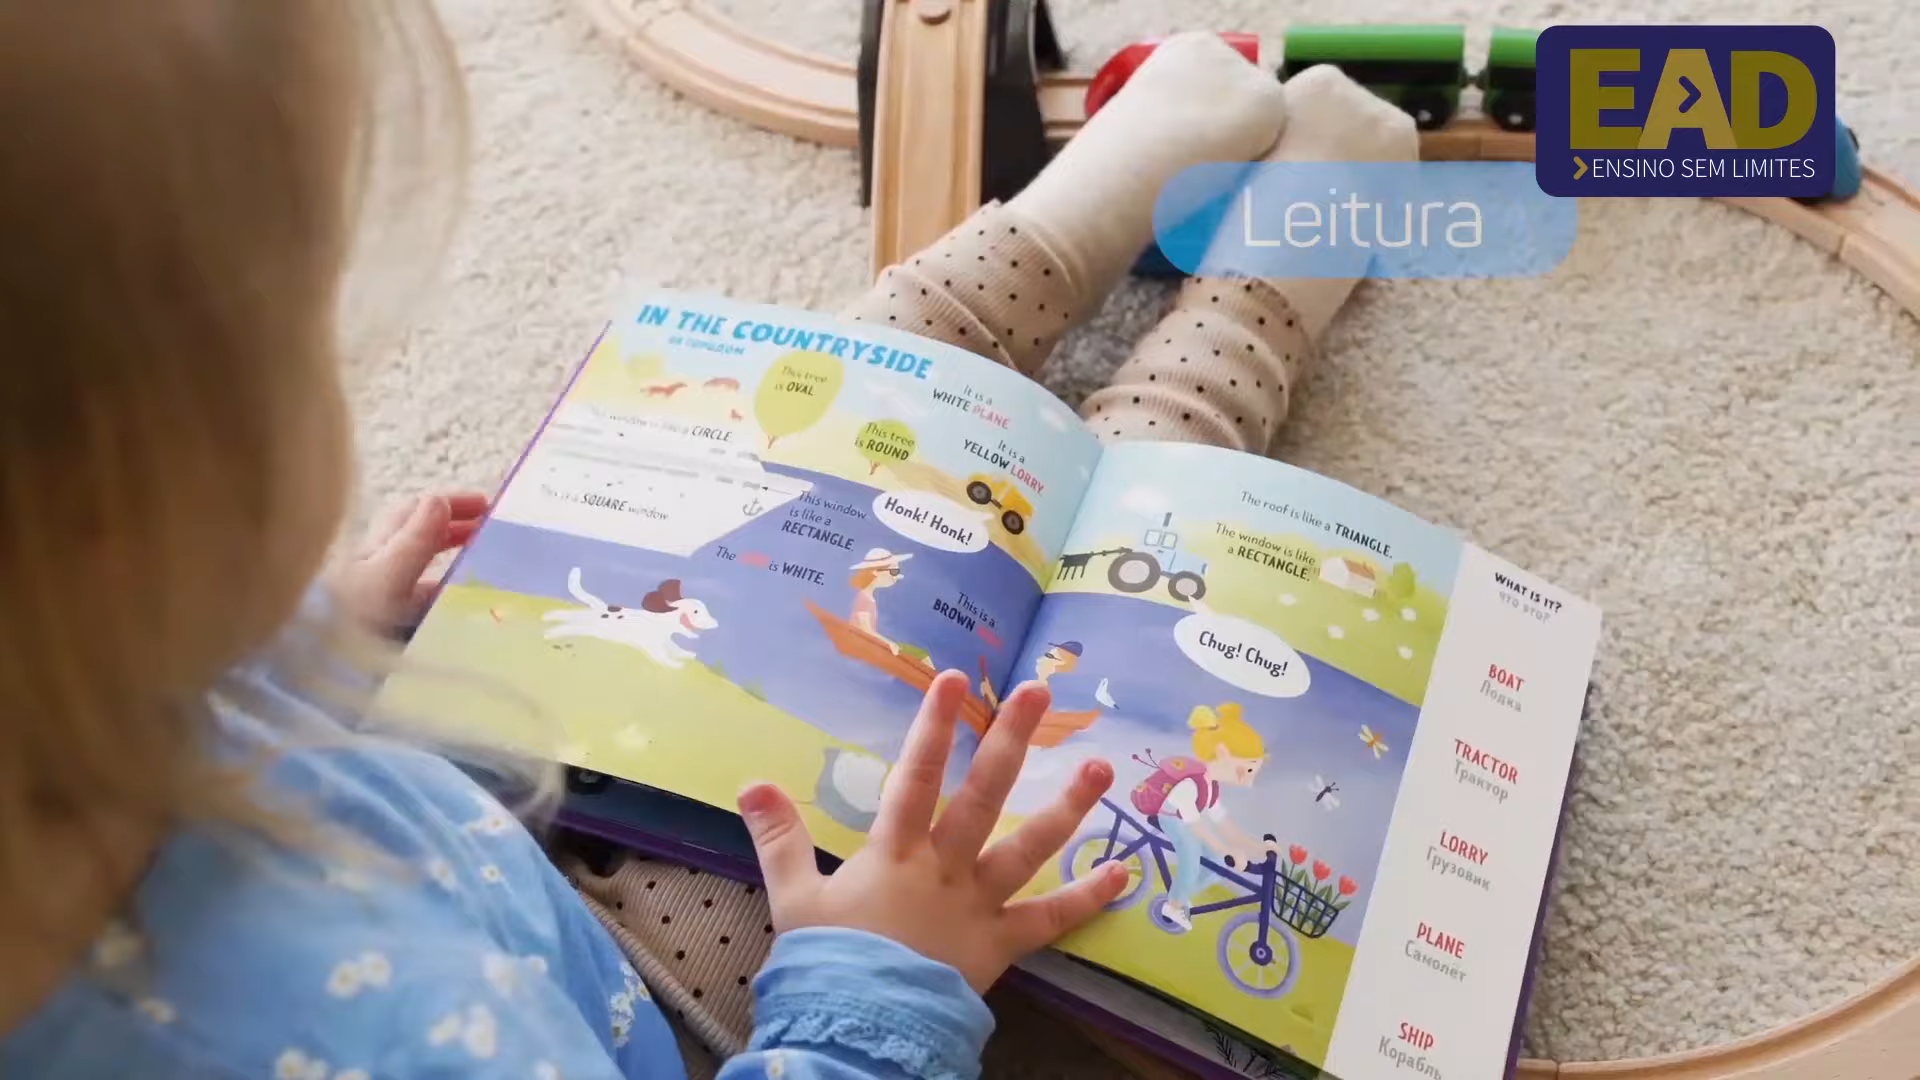 EAD
ENSINO SEM LIMITES
Leitura
IN THE COUNTRYSIDE
This tree
is OVAL
It is a
WHITE PLANE
This tree
is ROUND
It is a
YELLOW LORRY
window is like a CIRCLE
This is a SQUARE window
This window
is like a
RECTANGLE.
Honk! Honk!
The
is WHITE.
This is a
BROWN
The roof is like a TRIANGLE.
The window is like
a RECTANGLE.
Chug! Chug!
WHAT IS IT?
Что это?
BOAT
Лодка
TRACTOR
Трактор
LORRY
Грузовик
PLANE
Самолёт
SHIP
Корабль